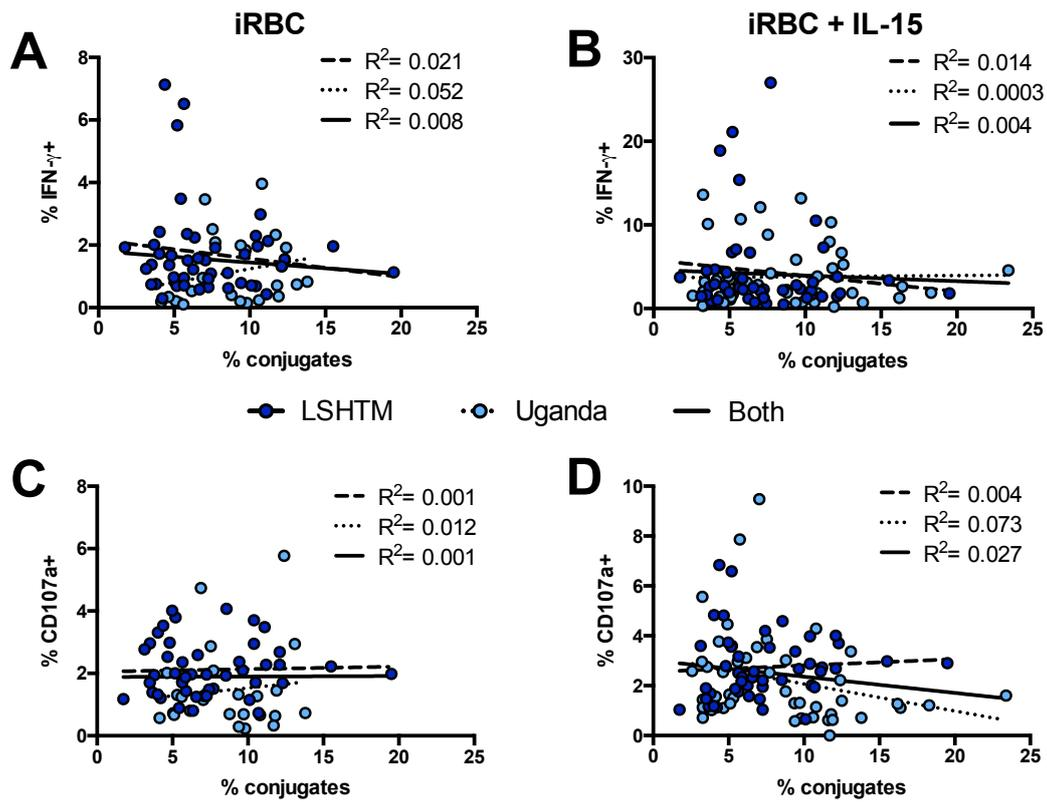 iRBC
iRBC + IL-15
A
R²= 0.021
R²= 0.052
R²= 0.008
% IFN-γ+
8
6
4
2
0
0 5 10 15 20 25
% conjugates
B
R²= 0.014
R²= 0.0003
R²= 0.004
% IFN-γ+
30
20
10
0
0 5 10 15 20 25
% conjugates
LSHTM Uganda Both
C
R²= 0.001
R²= 0.012
R²= 0.001
% CD107a+
8
6
4
2
0
0 5 10 15 20 25
% conjugates
D
R²= 0.004
R²= 0.073
R²= 0.027
% CD107a+
10
8
6
4
2
0
0 5 10 15 20 25
% conjugates